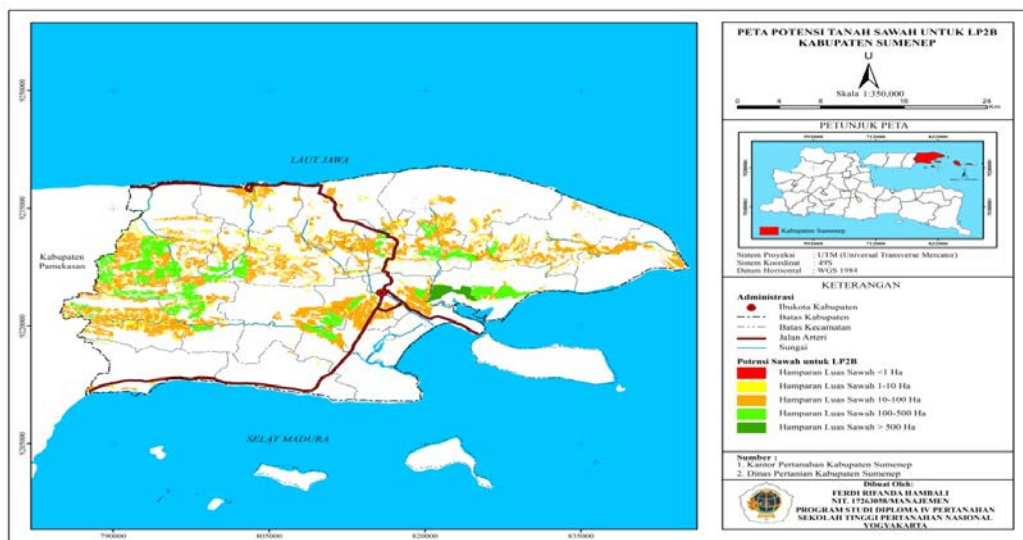 PETA POTENSI TANAH SAWAH UNTUK LP2B
KABUPATEN SUMENEP
U
Skala 1:350,000
0 4 8 16 24
Km
PETUNJUK PETA
Kabupaten Sumenep
Sistem Proyeksi : UTM (Universal Transverse Mercator)
Sistem Koordinat : 49S
Datum Horisontal : WGS 1984
KETERANGAN
Administrasi
Ibukota Kabupaten
Batas Kabupaten
Batas Kecamatan
Jalan Arteri
Sungai
Potensi Sawah untuk LP2B
Hamparan Luas Sawah <1 Ha
Hamparan Luas Sawah 1-10 Ha
Hamparan Luas Sawah 10-100 Ha
Hamparan Luas Sawah 100-500 Ha
Hamparan Luas Sawah > 500 Ha
Sumber :
1. Kantor Pertanahan Kabupaten Sumenep
2. Dinas Pertanian Kabupaten Sumenep
Dibuat Oleh:
FERDI RIFANDA HAMBALI
NIT. 17263058/MANAJEMEN
PROGRAM STUDI DIPLOMA IV PERTANAHAN
SEKOLAH TINGGI PERTANAHAN NASIONAL
YOGYAKARTA
LAUT JAWA
Kabupaten
Pamekasan
SELAT MADURA
790000 805000 820000 835000